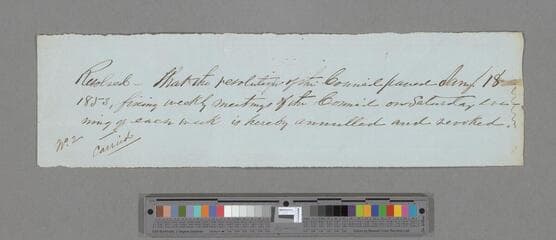 Resolved - That the resolution of the Council passed Jany 18
1853, fixing weekly meetings of the Council on Saturday eve
ning of each week is hereby annulled and revoked.
No. 2
Carried